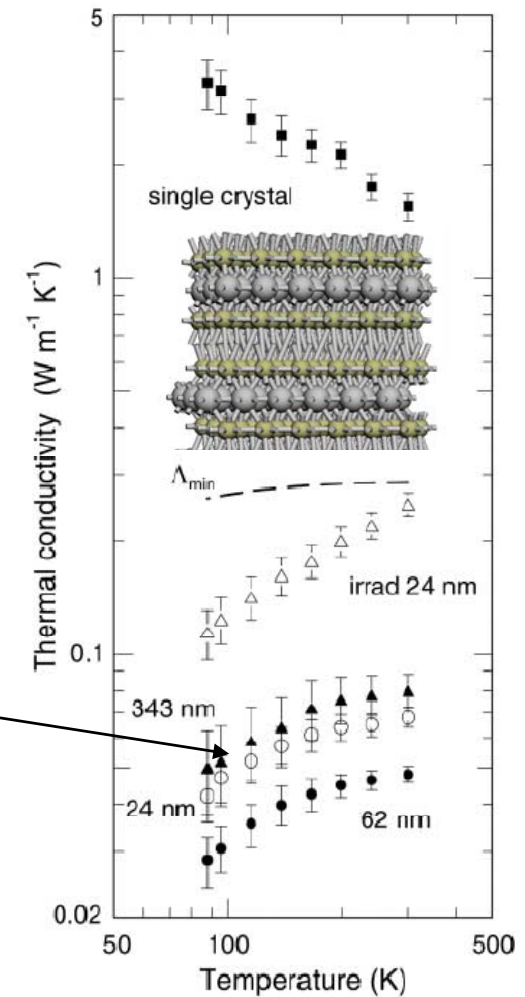 5
single crystal
1
Thermal conductivity (W m⁻¹ K⁻¹)
Λmin
irrad 24 nm
0.1
343 nm
24 nm
62 nm
0.02
50 100 500
Temperature (K)